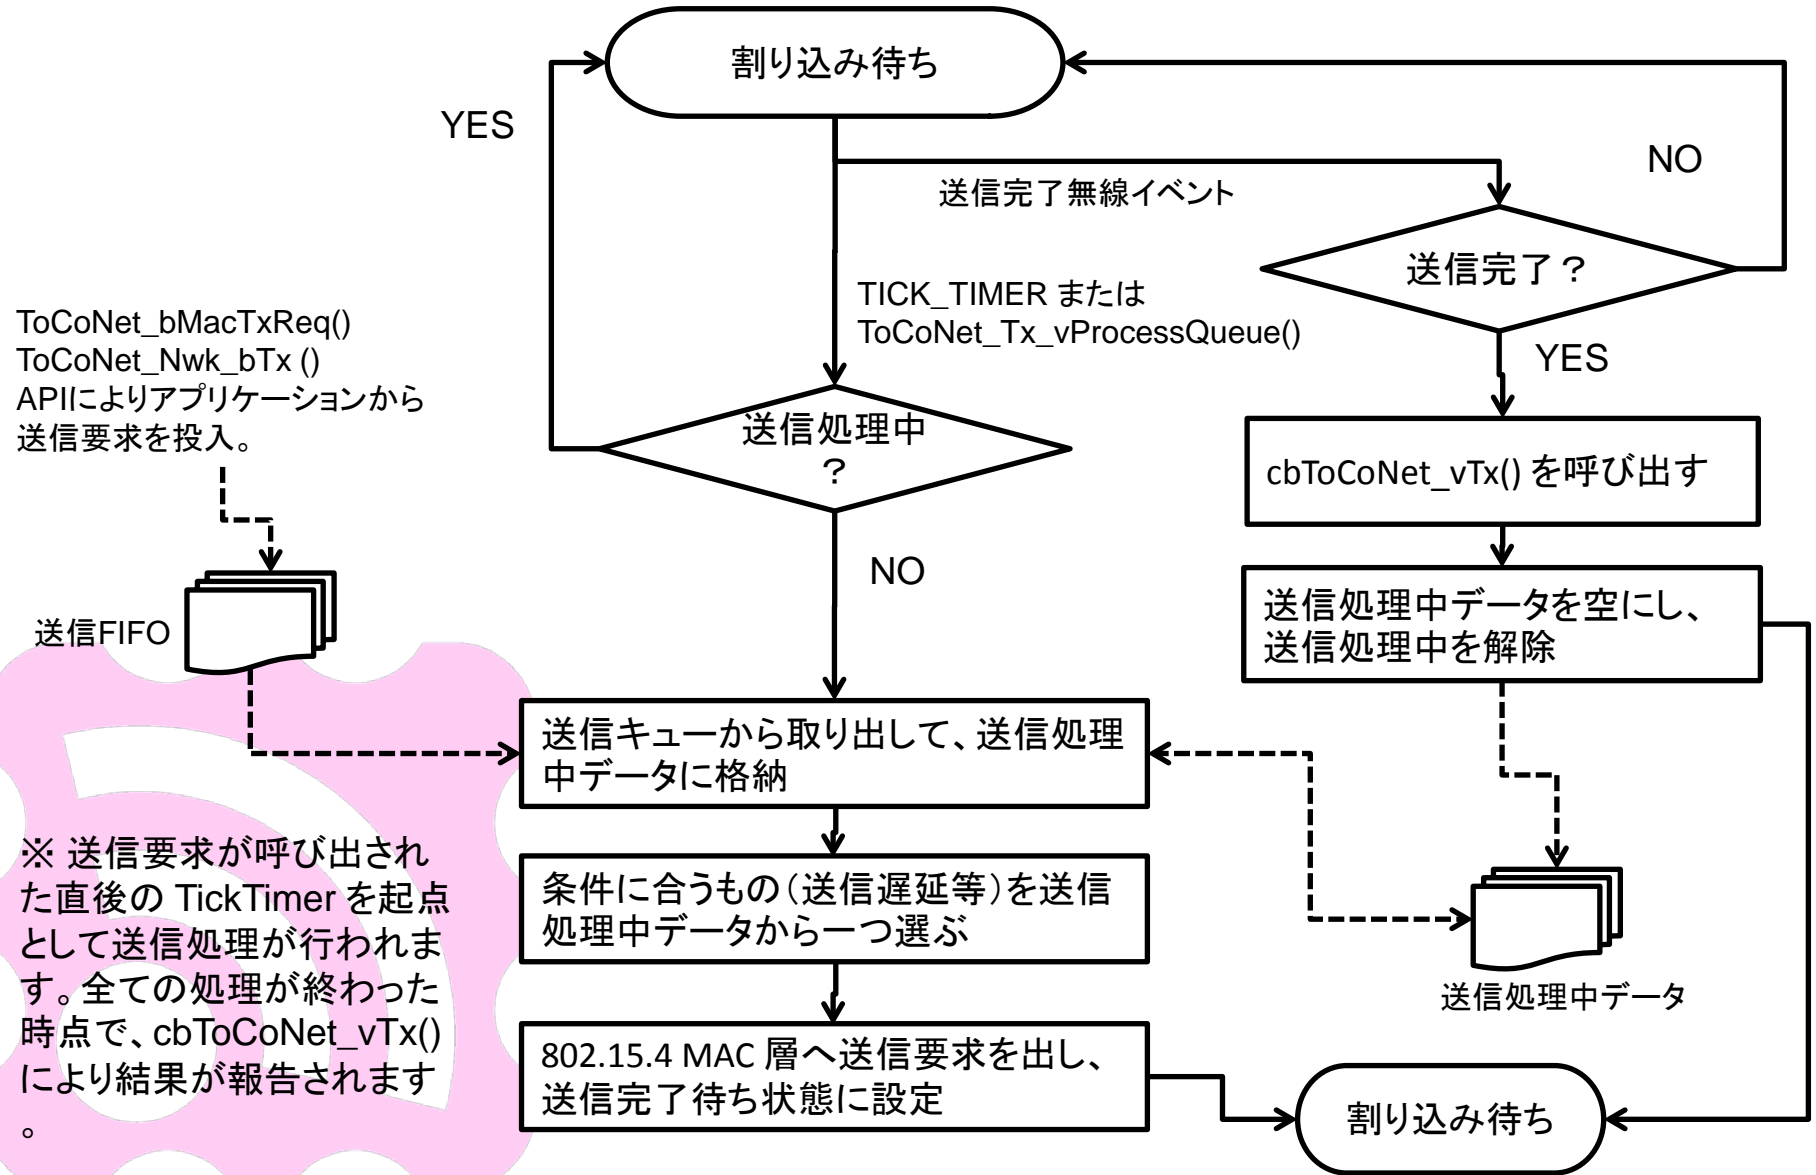 割り込み待ち
YES
NO
送信完了無線イベント
送信完了？
TICK_TIMER または
ToCoNet_Tx_vProcessQueue()
ToCoNet_bMacTxReq()
ToCoNet_Nwk_bTx ()
APIによりアプリケーションから
送信要求を投入。
YES
送信処理中
？
cbToCoNet_vTx() を呼び出す
NO
送信FIFO
送信処理中データを空にし、
送信処理中を解除
送信キューから取り出して、送信処理
中データに格納
※ 送信要求が呼び出され
た直後の TickTimer を起点
として送信処理が行われま
す。全ての処理が終わった
時点で、cbToCoNet_vTx()
により結果が報告されます
。
条件に合うもの（送信遅延等）を送信
処理中データから一つ選ぶ
送信処理中データ
802.15.4 MAC 層へ送信要求を出し、
送信完了待ち状態に設定
割り込み待ち